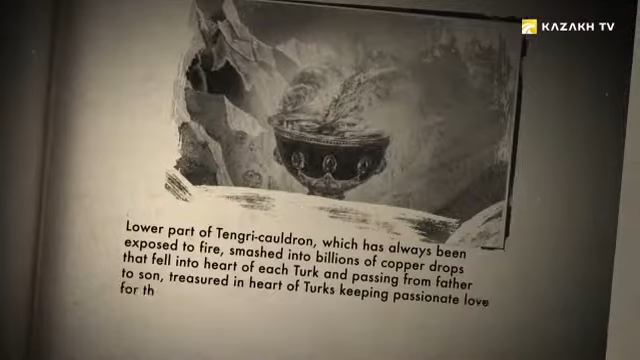 KAZAKH TV
Lower part of Tengri-cauldron, which has always been
exposed to fire, smashed into billions of copper drops
that fell into heart of each Turk and passing from father
to son, treasured in heart of Turks keeping passionate love
for th